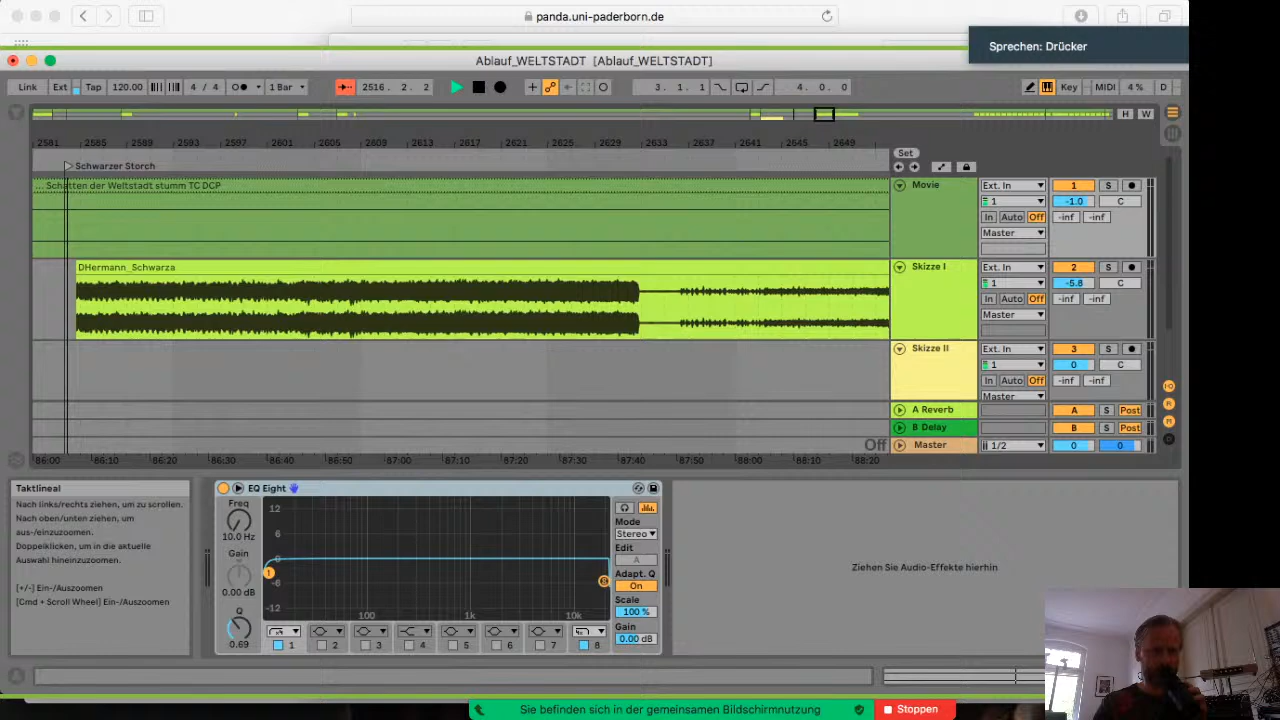 panda.uni-paderborn.de
Sprechen: Drücker
Ablauf_WELTSTADT [Ablauf_WELTSTADT]
Link Ext Tap 120.00 4 / 4 1 Bar 2516. 2. 2 3. 1. 1 4. 0. 0 Key MIDI 4 % D
H W
2581 2585 2589 2593 2597 2601 2605 2609 2613 2617 2621 2625 2629 2633 2637 2641 2645 2649
Set
Schwarzer Storch
... Schatten der Weltstadt stumm TC DCP
Movie Ext. In 1 S
1 -1.0 C
In Auto Off -inf -inf
Master
DHermann_Schwarza
Skizze I Ext. In 2 S
1 -5.8 C
In Auto Off -inf -inf
Master
Skizze II Ext. In 3 S
1 0 C
In Auto Off -inf -inf
Master
A Reverb A S Post
B Delay B S Post
Off Master 1/2 0 0
86:00 86:10 86:20 86:30 86:40 86:50 87:00 87:10 87:20 87:30 87:40 87:50 88:00 88:10 88:20
Taktlineal
Nach links/rechts ziehen, um zu scrollen.
Nach oben/unten ziehen, um
aus-/einzuzoomen.
Doppelklicken, um in die aktuelle
Auswahl hineinzuzoomen.
[+/-] Ein-/Auszoomen
[Cmd + Scroll Wheel] Ein-/Auszoomen
EQ Eight
Freq
10.0 Hz
Gain
0.00 dB
Q
0.69
12
6
0
-6
-12
100 1k 10k
1 8
1 2 3 4 5 6 7 8
Mode
Stereo
Edit
A
Adapt. Q
On
Scale
100 %
Gain
0.00 dB
Ziehen Sie Audio-Effekte hierhin
Sie befinden sich in der gemeinsamen Bildschirmnutzung
Stoppen